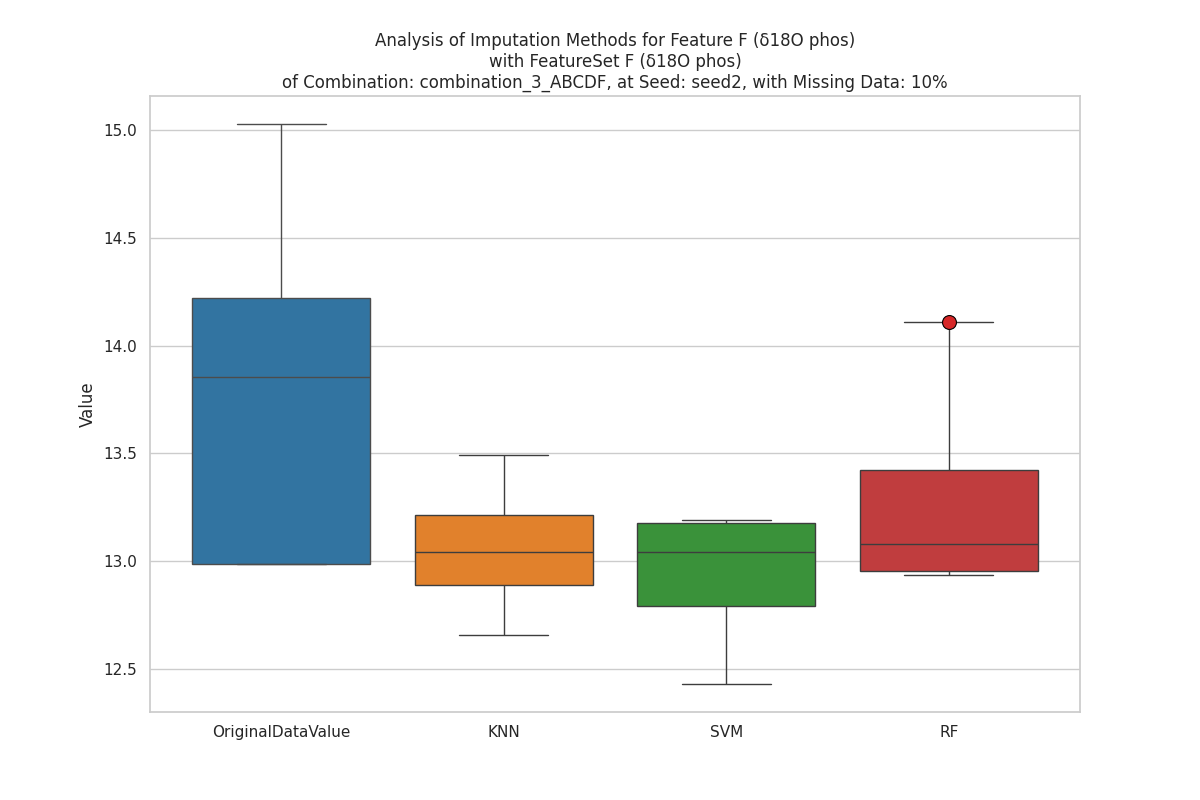 Analysis of Imputation Methods for Feature F (δ18O phos)
with FeatureSet F (δ18O phos)
of Combination: combination_3_ABCDF, at Seed: seed2, with Missing Data: 10%
15.0
14.5
14.0
13.5
13.0
12.5
Value
OriginalDataValue
KNN
SVM
RF